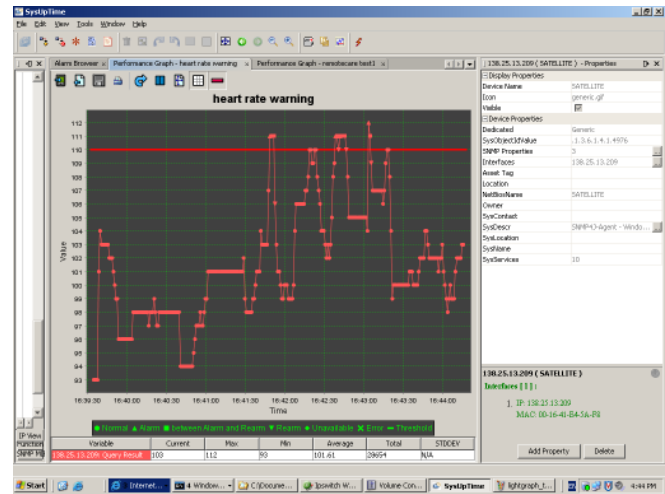 SysUpTime
File Edit View Tools Window Help
Alarm Browser Performance Graph - heart rate warning Performance Graph - remotecare test1
heart rate warning
112
111
110
109
108
107
106
105
104
103
102
101
100
99
98
97
96
95
94
93
Value
16:39:30 16:40:00 16:40:30 16:41:00 16:41:30 16:42:00 16:42:30 16:43:00 16:43:30 16:44:00
Time
Normal Alarm between Alarm and Rearm Rearm Unavailable Error Threshold
Variable Current Max Min Average Total STDDEV
138.25.13.209: Query Result 103 112 93 101.61 28654 N/A
IP View
Function
SNMP MI
138.25.13.209 ( SATELLITE ) - Properties
Display Properties
Device Name SATELLITE
Icon generic.gif
Visible
Device Properties
Dedicated Generic
SysObjectIdValue .1.3.6.1.4.1.4976
SNMP Properties 3
Interfaces 138.25.13.209
Asset Tag
Location
NetBiosName SATELLITE
Owner
SysContact
SysDescr SNMP4J-Agent - Windo...
SysLocation
SysName
SysServices 10
138.25.13.209 ( SATELLITE )
Interfaces [ 1 ] :
1. IP: 138.25.13.209
MAC: 00-16-41-E4-5A-F8
Add Property Delete
Start Internet... 4 Window... C:\Docume... Ipswitch W... Volume Con... SysUpTime lightgraph_t... 4:44 PM